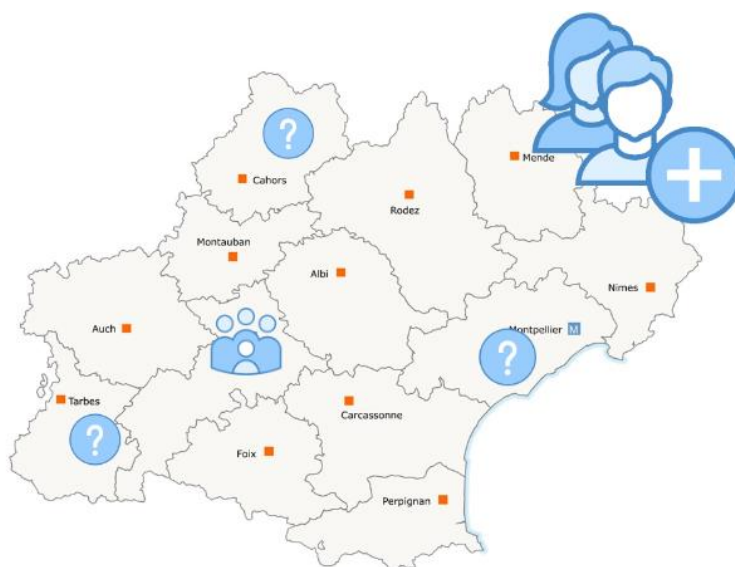 ?
Cahors
Mende
Rodez
Montauban
Albi
Nimes
Auch
Montpellier M
?
Tarbes
Carcassonne
?
Foix
Perpignan